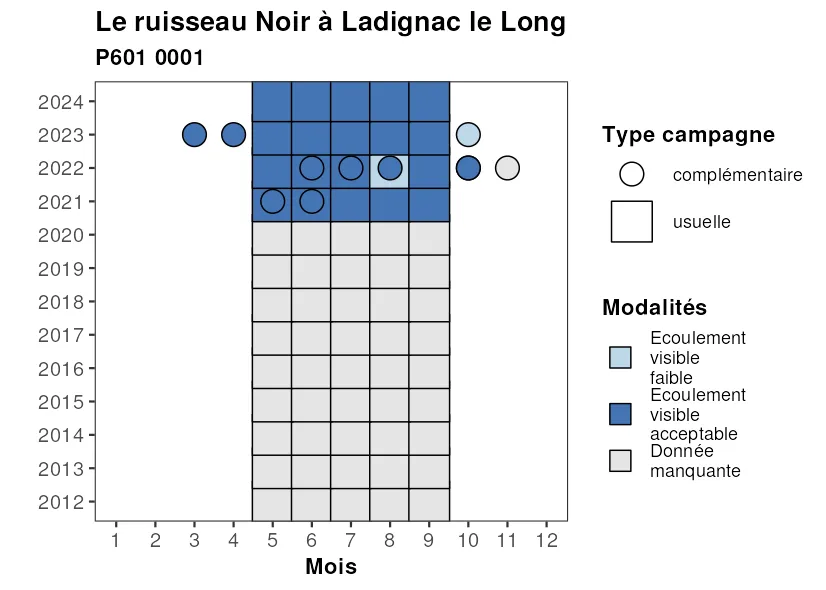 Le ruisseau Noir à Ladignac le Long
P601 0001
2024
2023
2022
2021
2020
2019
2018
2017
2016
2015
2014
2013
2012
1 2 3 4 5 6 7 8 9 10 11 12
Mois
Type campagne
complémentaire
usuelle
Modalités
Ecoulement
visible
faible
Ecoulement
visible
acceptable
Donnée
manquante